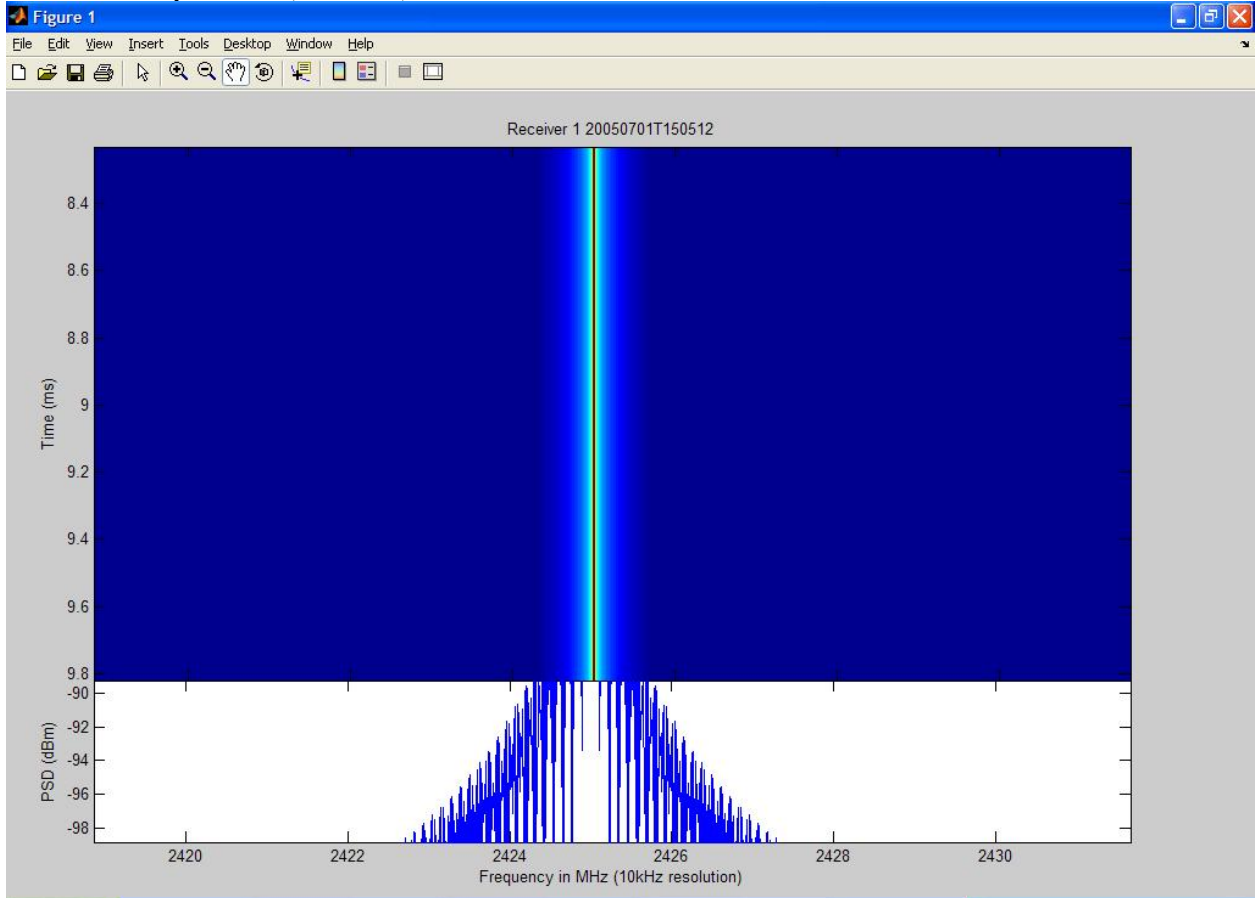 Figure 1
File Edit View Insert Tools Desktop Window Help
Receiver 1 20050701T150512
8.4
8.6
8.8
9
9.2
9.4
9.6
9.8
Time (ms)
-90
-92
-94
-96
-98
PSD (dBm)
2420 2422 2424 2426 2428 2430
Frequency in MHz (10kHz resolution)